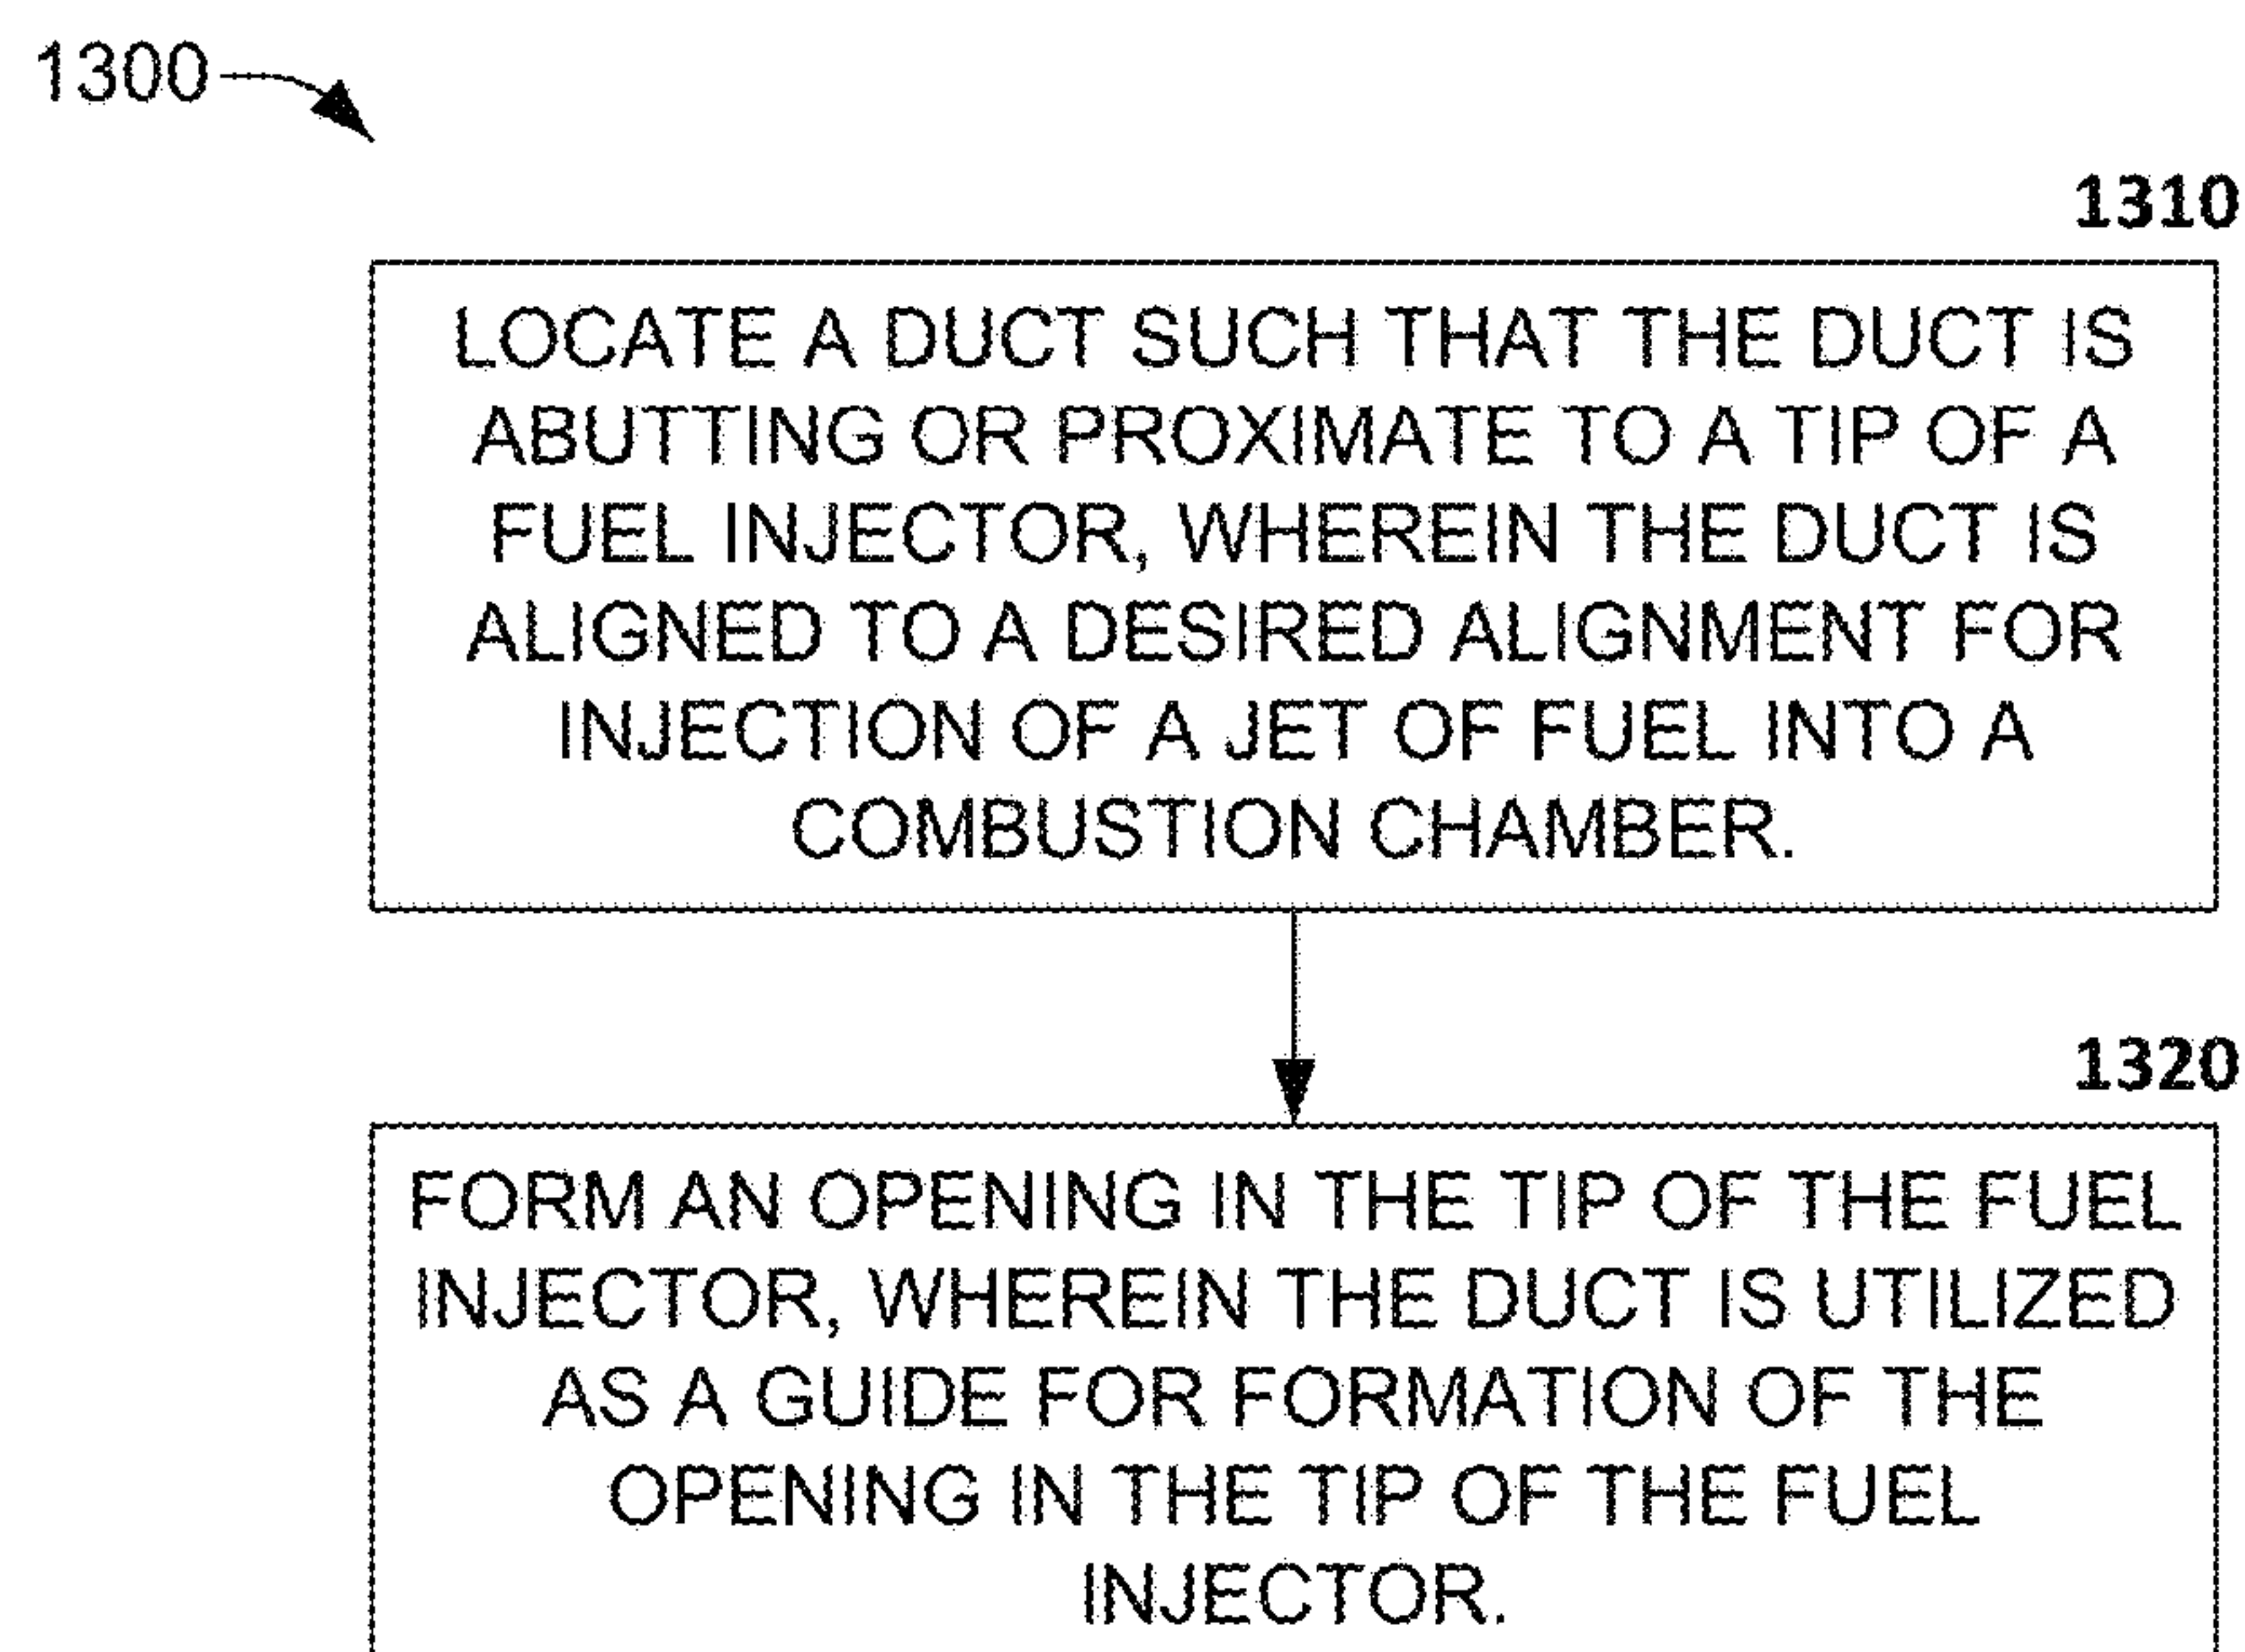 1300
1310
LOCATE A DUCT SUCH THAT THE DUCT IS
ABUTTING OR PROXIMATE TO A TIP OF A
FUEL INJECTOR, WHEREIN THE DUCT IS
ALIGNED TO A DESIRED ALIGNMENT FOR
INJECTION OF A JET OF FUEL INTO A
COMBUSTION CHAMBER.
1320
FORM AN OPENING IN THE TIP OF THE FUEL
INJECTOR, WHEREIN THE DUCT IS UTILIZED
AS A GUIDE FOR FORMATION OF THE
OPENING IN THE TIP OF THE FUEL
INJECTOR.